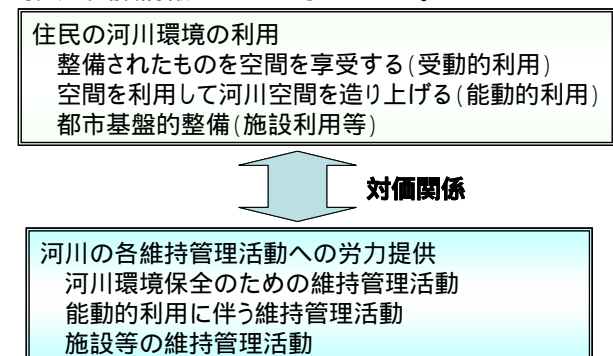 住民の河川環境の利用
整備されたものを空間を享受する(受動的利用)
空間を利用して河川空間を造り上げる(能動的利用)
都市基盤的整備(施設利用等)
対価関係
河川の各維持管理活動への労力提供
河川環境保全のための維持管理活動
能動的利用に伴う維持管理活動
施設等の維持管理活動